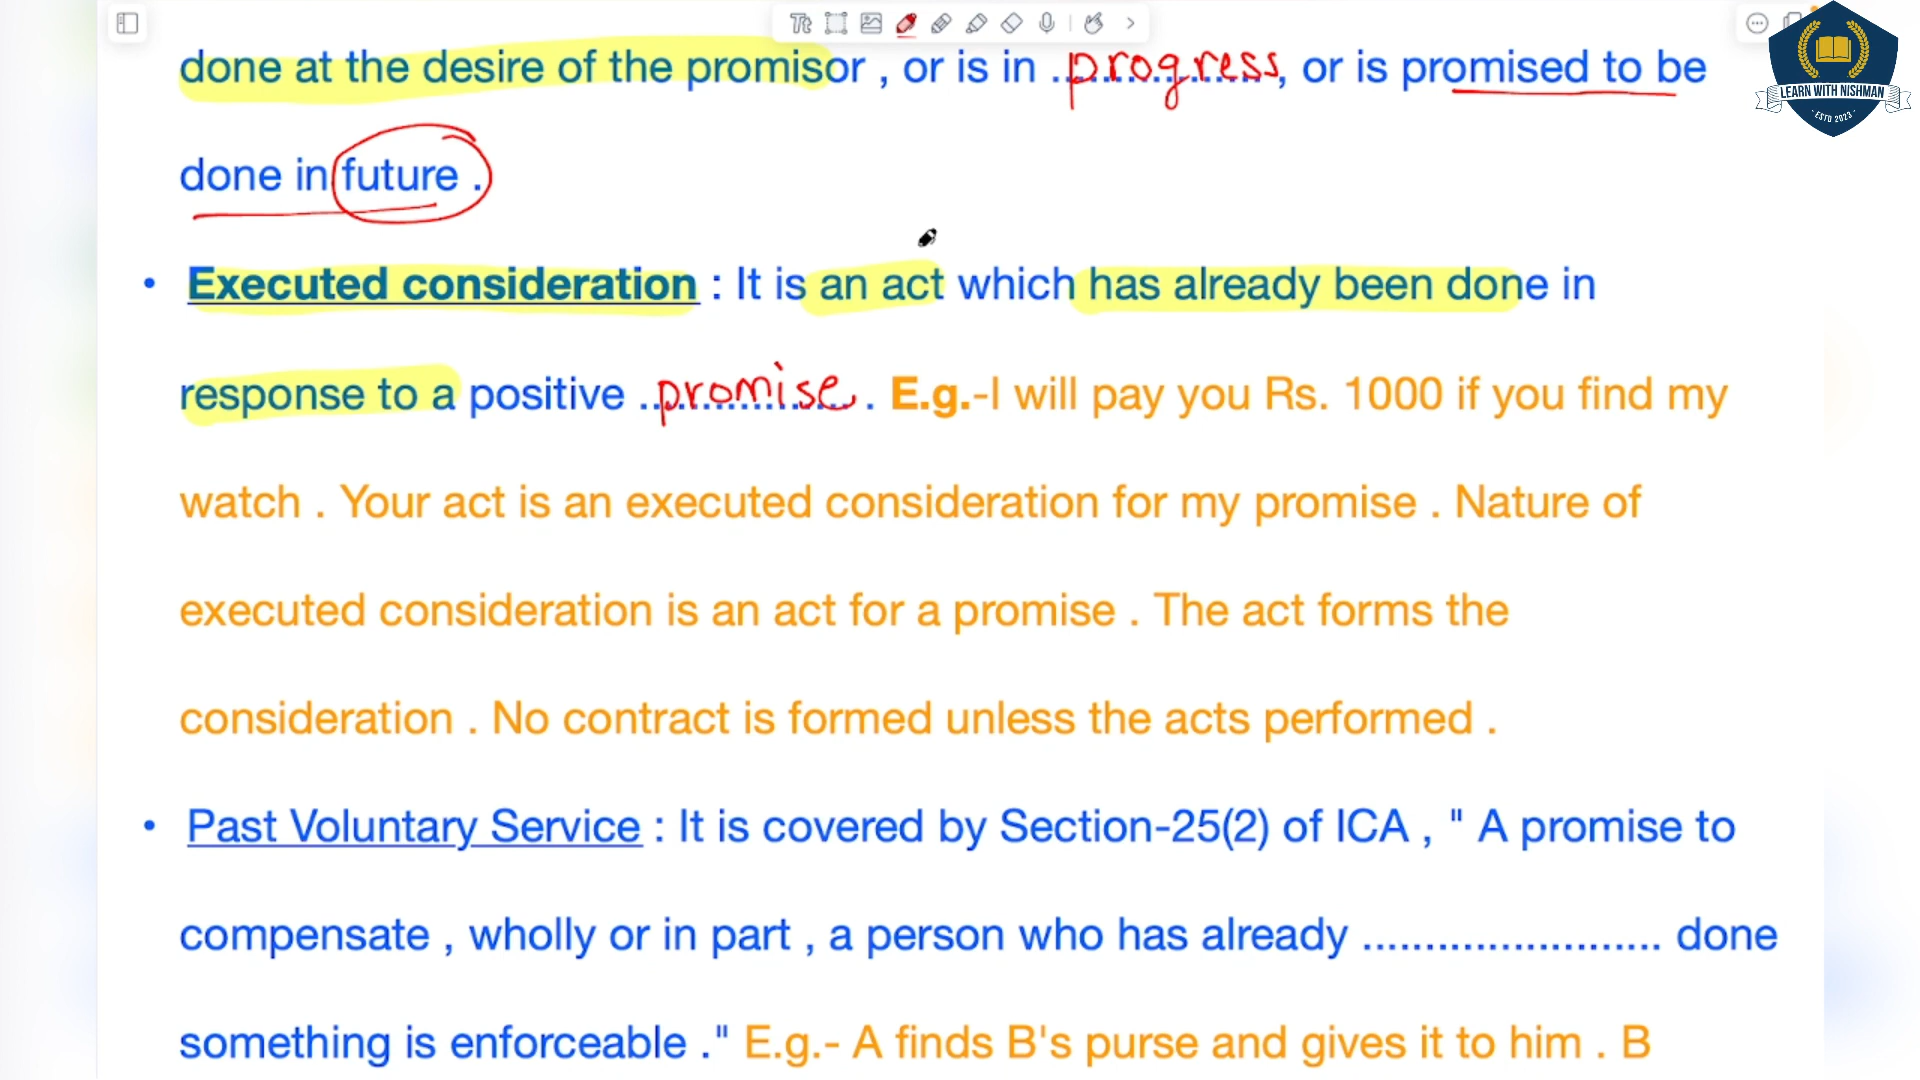 done at the desire of the promisor , or is in ..progress.., or is promised to be
done in future .
• Executed consideration : It is an act which has already been done in
response to a positive ..promise.. . E.g.-I will pay you Rs. 1000 if you find my
watch . Your act is an executed consideration for my promise . Nature of
executed consideration is an act for a promise . The act forms the
consideration . No contract is formed unless the acts performed .
• Past Voluntary Service : It is covered by Section-25(2) of ICA , " A promise to
compensate , wholly or in part , a person who has already ........................ done
something is enforceable ." E.g.- A finds B's purse and gives it to him . B
LEARN WITH NISHMAN
- ESTD 2023 -